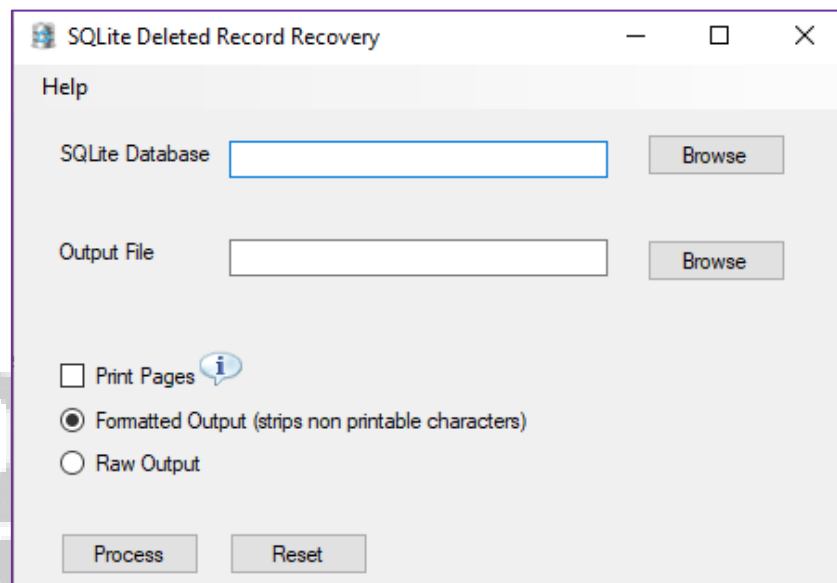 SQLite Deleted Record Recovery
Help
SQLite Database
Browse
Output File
Browse
Print Pages
Formatted Output (strips non printable characters)
Raw Output
Process Reset